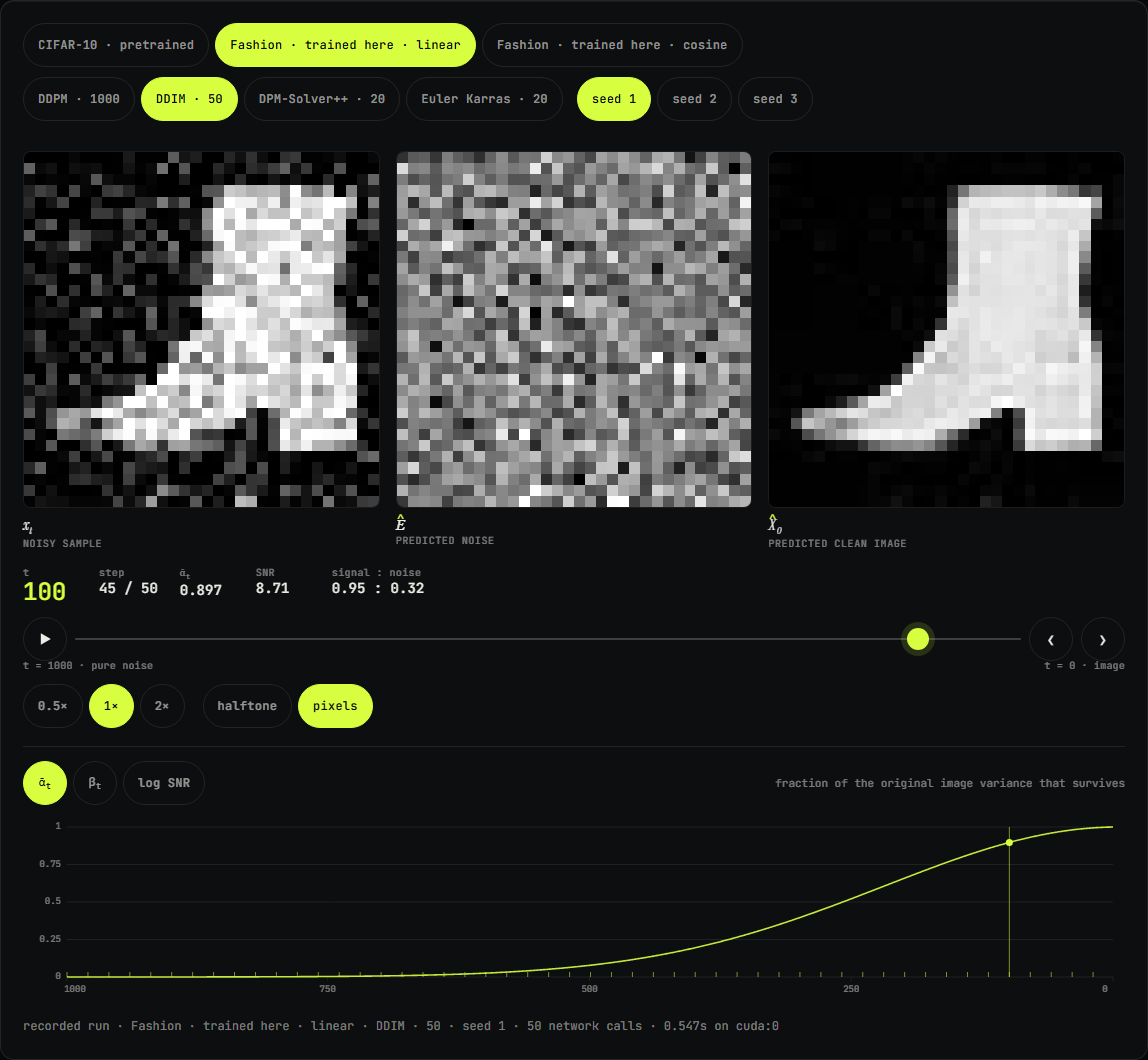 CIFAR-10 · pretrained Fashion · trained here · linear Fashion · trained here · cosine
DDPM · 1000 DDIM · 50 DPM-Solver++ · 20 Euler Karras · 20 seed 1 seed 2 seed 3
x_t ε̂ x̂_0
NOISY SAMPLE PREDICTED NOISE PREDICTED CLEAN IMAGE
t step ᾱ_t SNR signal : noise
100 45 / 50 0.897 8.71 0.95 : 0.32
t = 1000 · pure noise t = 0 · image
0.5× 1× 2× halftone pixels
ᾱ_t β_t log SNR fraction of the original image variance that survives
1
0.75
0.5
0.25
0
1000 750 500 250 0
recorded run · Fashion · trained here · linear · DDIM · 50 · seed 1 · 50 network calls · 0.547s on cuda:0